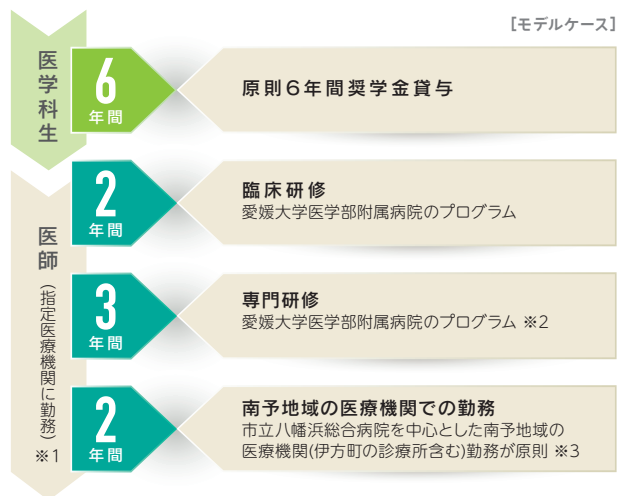 [モデルケース]
医学科生
6
年間
原則6年間奨学金貸与
医師(指定医療機関に勤務)※1
2
年間
臨床研修
愛媛大学医学部附属病院のプログラム
3
年間
専門研修
愛媛大学医学部附属病院のプログラム ※2
2
年間
南予地域の医療機関での勤務
市立八幡浜総合病院を中心とした南予地域の
医療機関(伊方町の診療所含む)勤務が原則 ※3